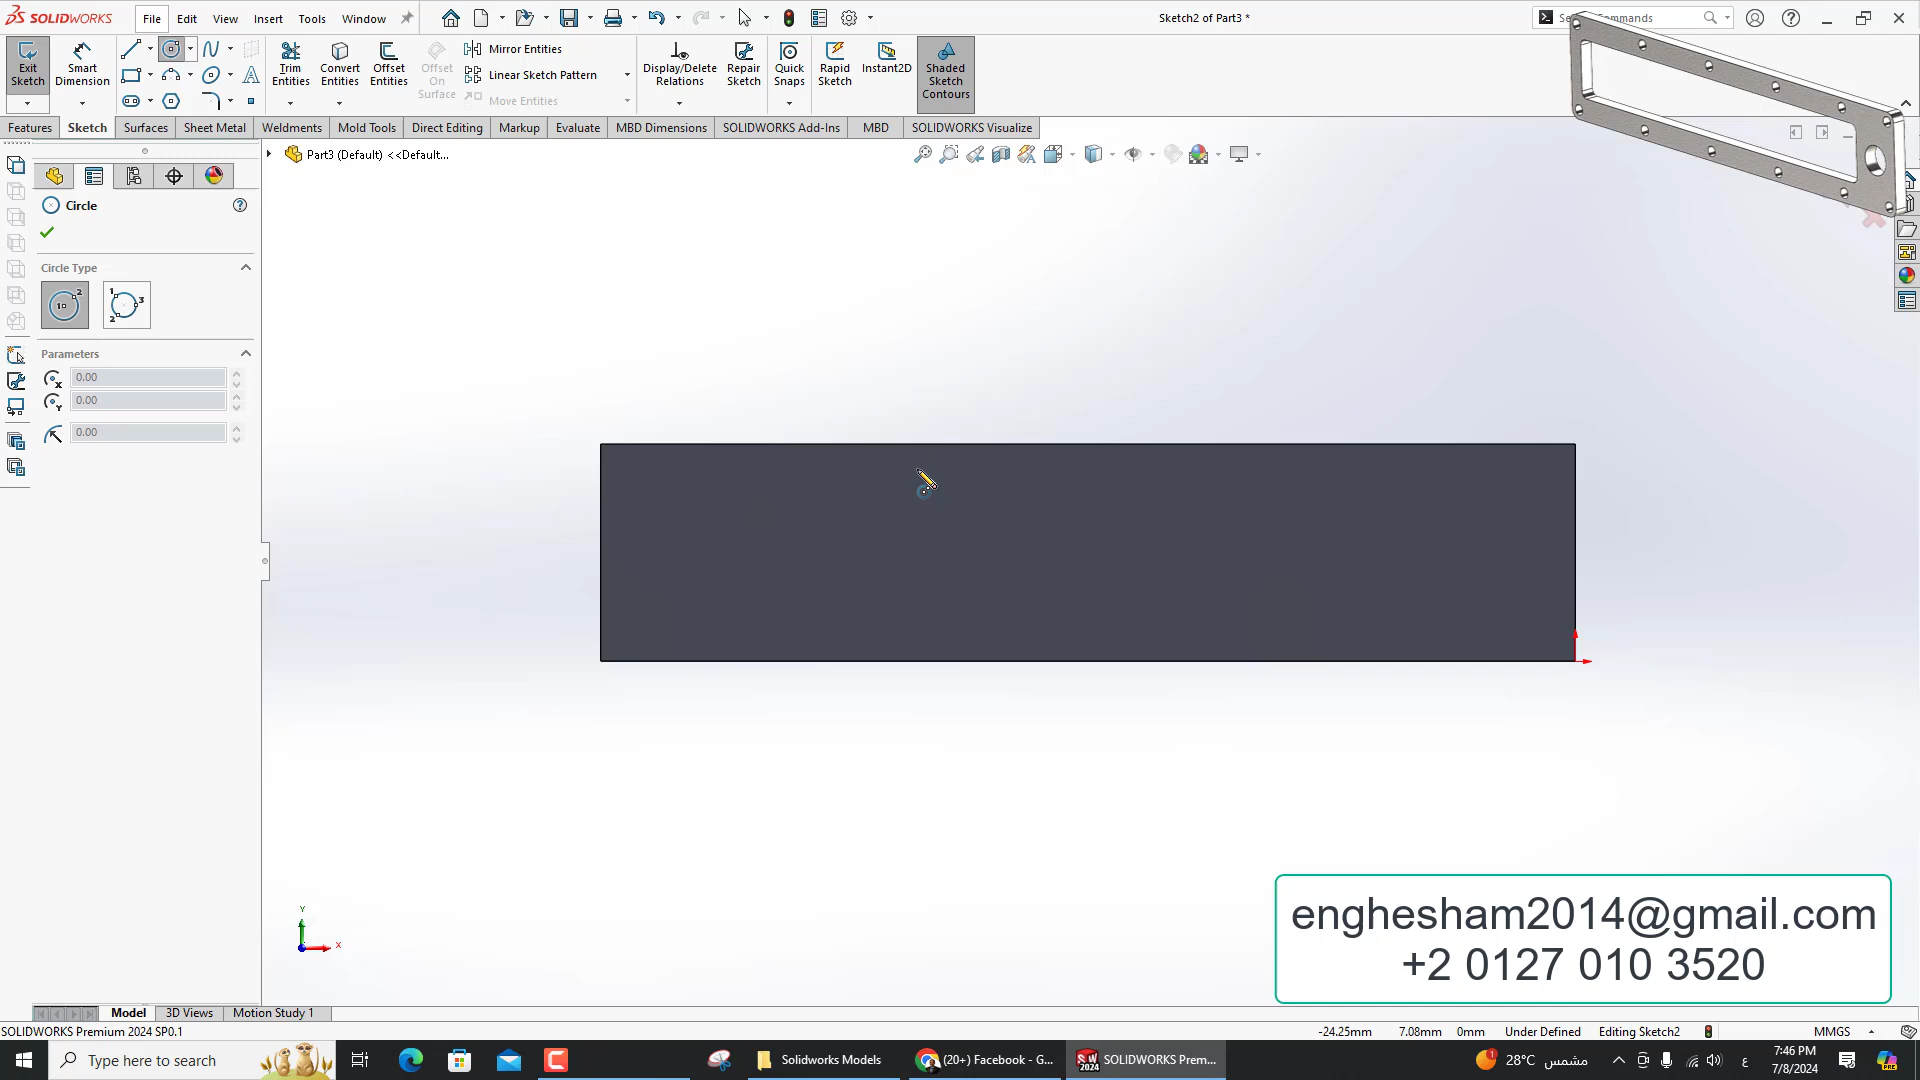 SOLIDWORKS
File
Edit
View
Insert
Tools
Window
Sketch2 of Part3 *
Commands
Exit Sketch
Smart Dimension
Trim Entities
Convert Entities
Offset Entities
Offset On Surface
Mirror Entities
Linear Sketch Pattern
Move Entities
Display/Delete Relations
Repair Sketch
Quick Snaps
Rapid Sketch
Instant2D
Shaded Sketch Contours
Features
Sketch
Surfaces
Sheet Metal
Weldments
Mold Tools
Direct Editing
Markup
Evaluate
MBD Dimensions
SOLIDWORKS Add-Ins
MBD
SOLIDWORKS Visualize
Part3 (Default) <<Default...
Circle
Circle Type
Parameters
0.00
0.00
0.00
Y
X
enghesham2014@gmail.com
+2 0127 010 3520
Model
3D Views
Motion Study 1
SOLIDWORKS Premium 2024 SP0.1
-24.25mm
7.08mm
0mm
Under Defined
Editing Sketch2
MMGS
Type here to search
Solidworks Models
(20+) Facebook - G...
SOLIDWORKS Prem...
28°C
مشمس
ع
7:46 PM
7/8/2024